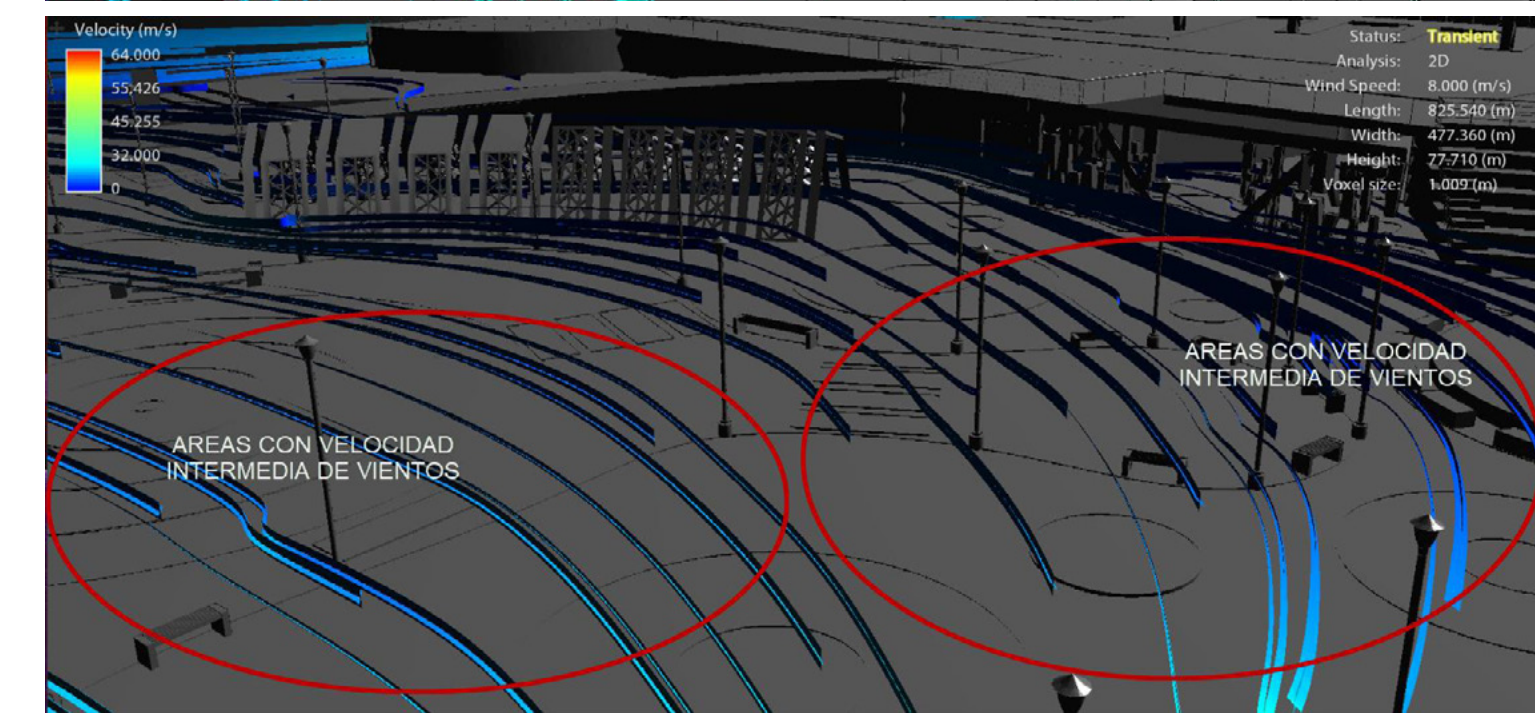 Velocity (m/s)
64.000
55,426
45.255
32.000
0
Status: Transient
Analysis: 2D
Wind Speed: 8.000 (m/s)
Length: 825.540 (m)
Width: 477.360 (m)
Height: 77.710 (m)
Voxel size: 1.009 (m)
AREAS CON VELOCIDAD
INTERMEDIA DE VIENTOS
AREAS CON VELOCIDAD
INTERMEDIA DE VIENTOS